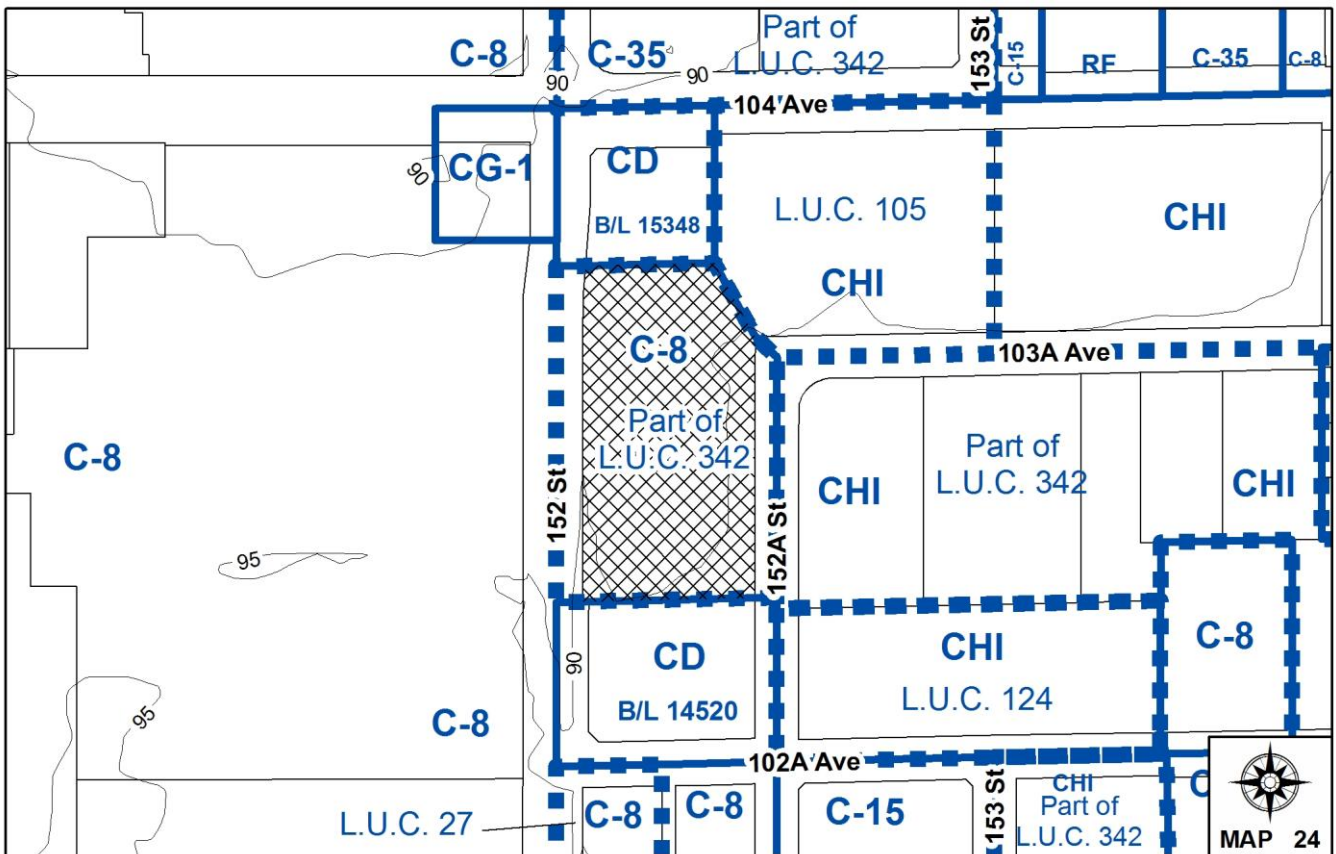 Part of
L.U.C. 342
C-8
C-35
153 St
C-15
RF
C-35
C-8
90
90
104 Ave
CG-1
90
CD
B/L 15348
L.U.C. 105
CHI
CHI
C-8
103A Ave
Part of
L.U.C. 342
C-8
152 St
152A St
CHI
Part of
L.U.C. 342
CHI
95
CD
B/L 14520
90
CHI
L.U.C. 124
C-8
95
C-8
102A Ave
L.U.C. 27
C-8
C-8
C-15
153 St
CHI
Part of
L.U.C. 342
MAP 24